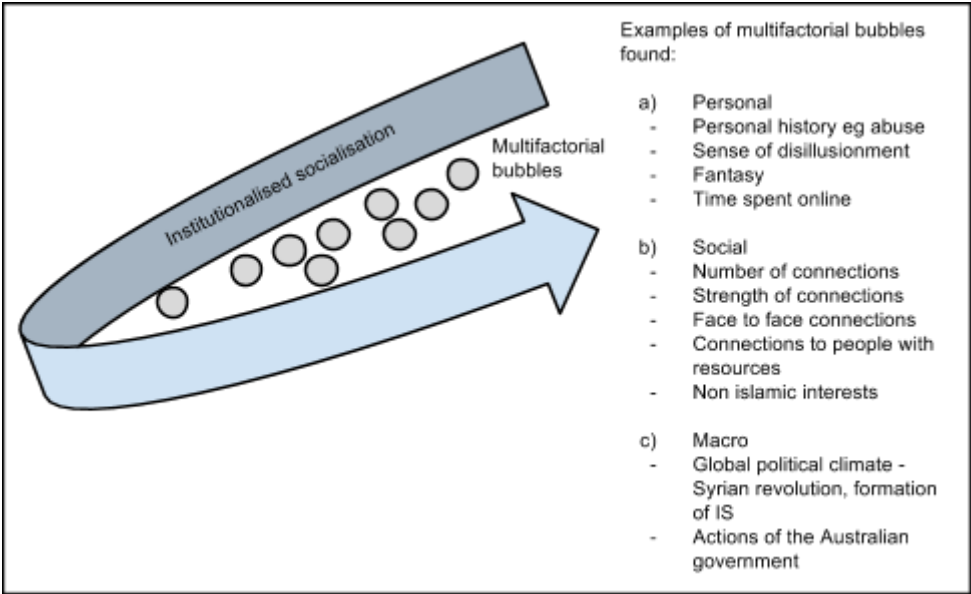 Institutionalised socialisation
Multifactorial
bubbles
Examples of multifactorial bubbles
found:
a) Personal
- Personal history eg abuse
- Sense of disillusionment
- Fantasy
- Time spent online
b) Social
- Number of connections
- Strength of connections
- Face to face connections
- Connections to people with
resources
- Non islamic interests
c) Macro
- Global political climate -
Syrian revolution, formation
of IS
- Actions of the Australian
government